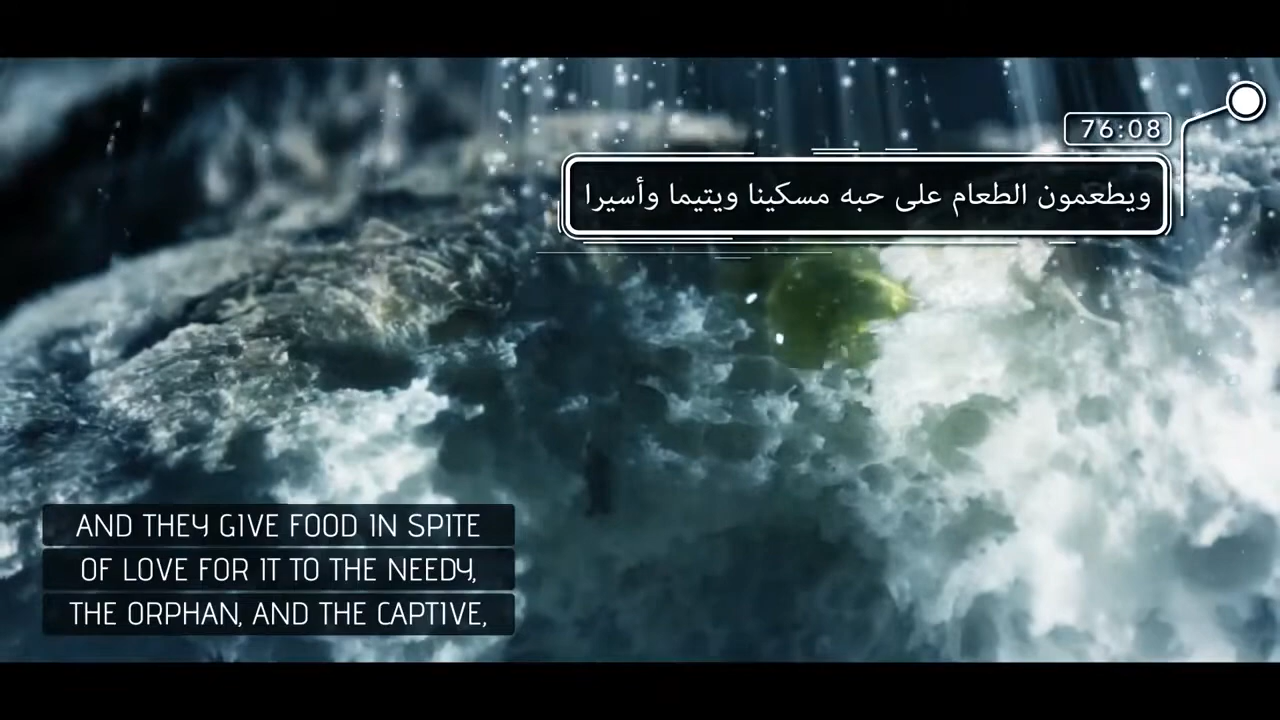 76:08
ويطعمون الطعام على حبه مسكينا ويتيما وأسيرا
AND THEY GIVE FOOD IN SPITE
OF LOVE FOR IT TO THE NEEDY,
THE ORPHAN, AND THE CAPTIVE,